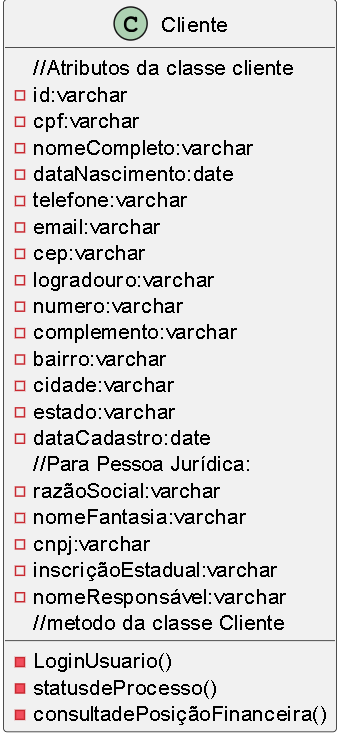 C Cliente
//Atributos da classe cliente
id:varchar
cpf:varchar
nomeCompleto:varchar
dataNascimento:date
telefone:varchar
email:varchar
cep:varchar
logradouro:varchar
numero:varchar
complemento:varchar
bairro:varchar
cidade:varchar
estado:varchar
dataCadastro:date
//Para Pessoa Jurídica:
razãoSocial:varchar
nomeFantasia:varchar
cnpj:varchar
inscriçãoEstadual:varchar
nomeResponsável:varchar
//metodo da classe Cliente
LoginUsuario()
statusdeProcesso()
consultadePosiçãoFinanceira()